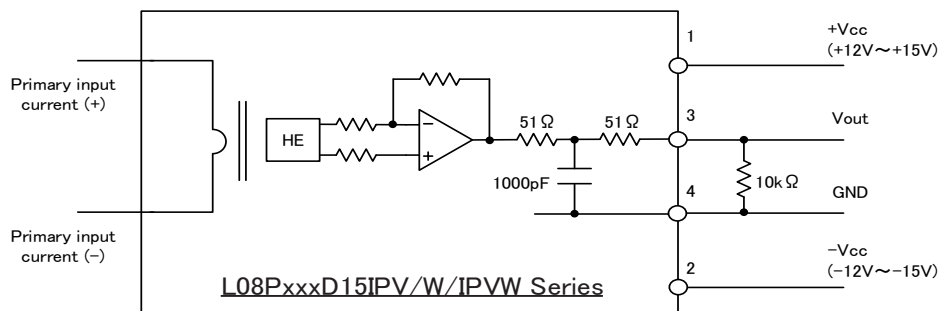 1
+Vcc
(+12V～+15V)
Primary input
current (+)
HE
−
+
51Ω
51Ω
3
Vout
1000pF
10kΩ
4
GND
Primary input
current (-)
2
−Vcc
(−12V～−15V)
L08PxxxD15IPV/W/IPVW Series